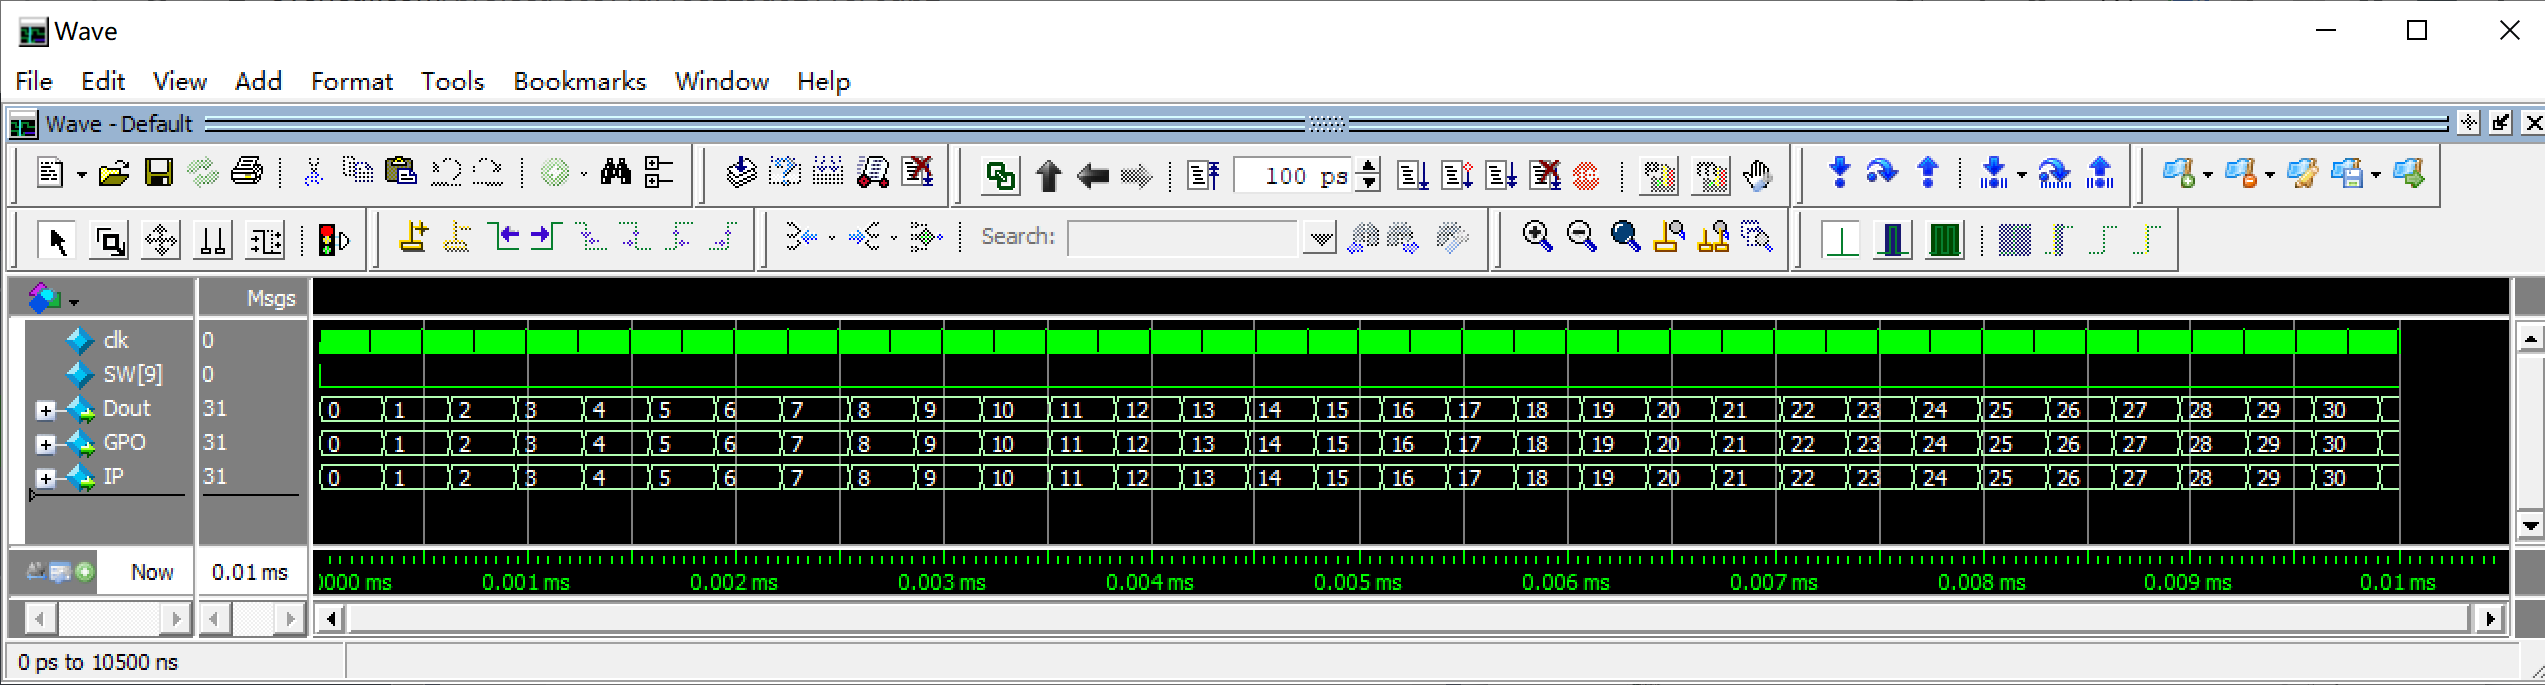 Wave
File Edit View Add Format Tools Bookmarks Window Help
Wave - Default
100 ps
Search:
Msgs
clk 0
SW[9] 0
Dout 31 0 1 2 3 4 5 6 7 8 9 10 11 12 13 14 15 16 17 18 19 20 21 22 23 24 25 26 27 28 29 30
GPO 31 0 1 2 3 4 5 6 7 8 9 10 11 12 13 14 15 16 17 18 19 20 21 22 23 24 25 26 27 28 29 30
IP 31 0 1 2 3 4 5 6 7 8 9 10 11 12 13 14 15 16 17 18 19 20 21 22 23 24 25 26 27 28 29 30
Now 0.01 ms 000 ms 0.001 ms 0.002 ms 0.003 ms 0.004 ms 0.005 ms 0.006 ms 0.007 ms 0.008 ms 0.009 ms 0.01 ms
0 ps to 10500 ns